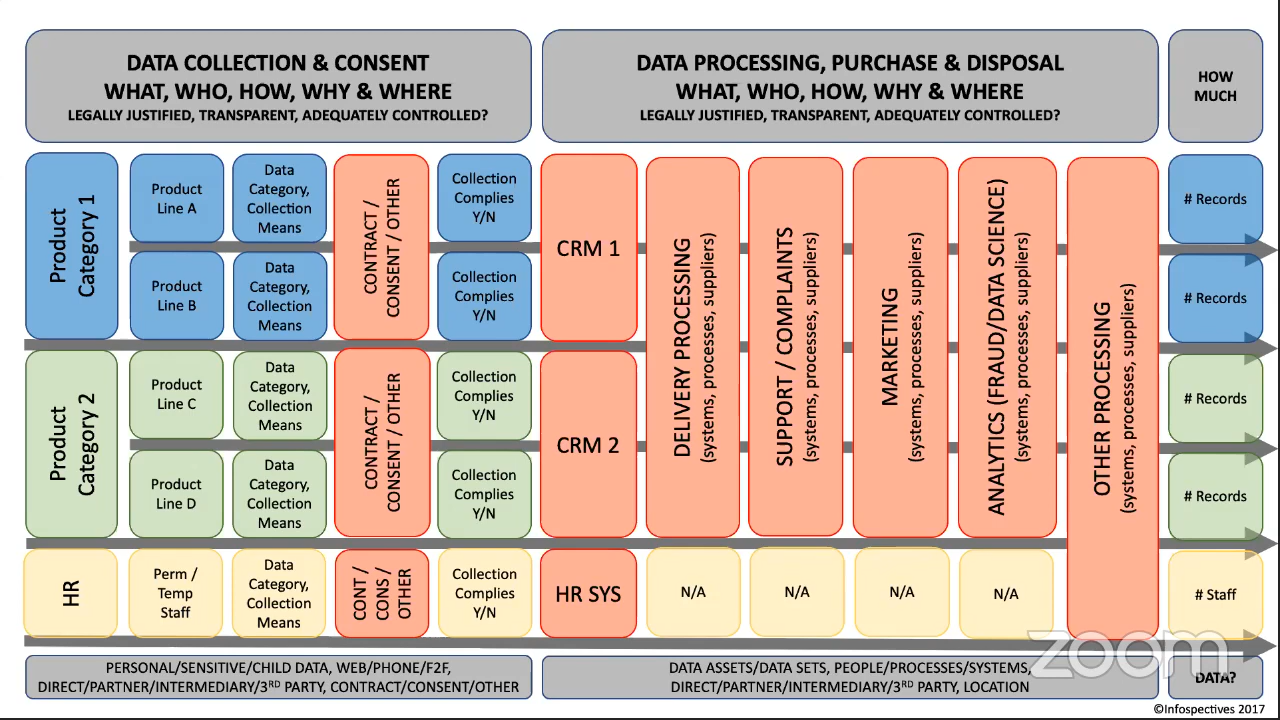 DATA COLLECTION & CONSENT
WHAT, WHO, HOW, WHY & WHERE
LEGALLY JUSTIFIED, TRANSPARENT, ADEQUATELY CONTROLLED?
DATA PROCESSING, PURCHASE & DISPOSAL
WHAT, WHO, HOW, WHY & WHERE
LEGALLY JUSTIFIED, TRANSPARENT, ADEQUATELY CONTROLLED?
HOW
MUCH
Product
Category 1
Product
Line A
Data
Category,
Collection
Means
CONTRACT /
CONSENT / OTHER
Collection
Complies
Y/N
CRM 1
DELIVERY PROCESSING
(systems, processes, suppliers)
SUPPORT / COMPLAINTS
(systems, processes, suppliers)
MARKETING
(systems, processes, suppliers)
ANALYTICS (FRAUD/DATA SCIENCE)
(systems, processes, suppliers)
OTHER PROCESSING
(systems, processes, suppliers)
# Records
Product
Line B
Data
Category,
Collection
Means
Collection
Complies
Y/N
# Records
Product
Category 2
Product
Line C
Data
Category,
Collection
Means
CONTRACT /
CONSENT / OTHER
Collection
Complies
Y/N
CRM 2
# Records
Product
Line D
Data
Category,
Collection
Means
Collection
Complies
Y/N
# Records
HR
Perm /
Temp
Staff
Data
Category,
Collection
Means
CONT /
CONS /
OTHER
Collection
Complies
Y/N
HR SYS
N/A
N/A
N/A
N/A
# Staff
PERSONAL/SENSITIVE/CHILD DATA, WEB/PHONE/F2F,
DIRECT/PARTNER/INTERMEDIARY/3RD PARTY, CONTRACT/CONSENT/OTHER
DATA ASSETS/DATA SETS, PEOPLE/PROCESSES/SYSTEMS,
DIRECT/PARTNER/INTERMEDIARY/3RD PARTY, LOCATION
DATA?
zoom
©Infospectives 2017